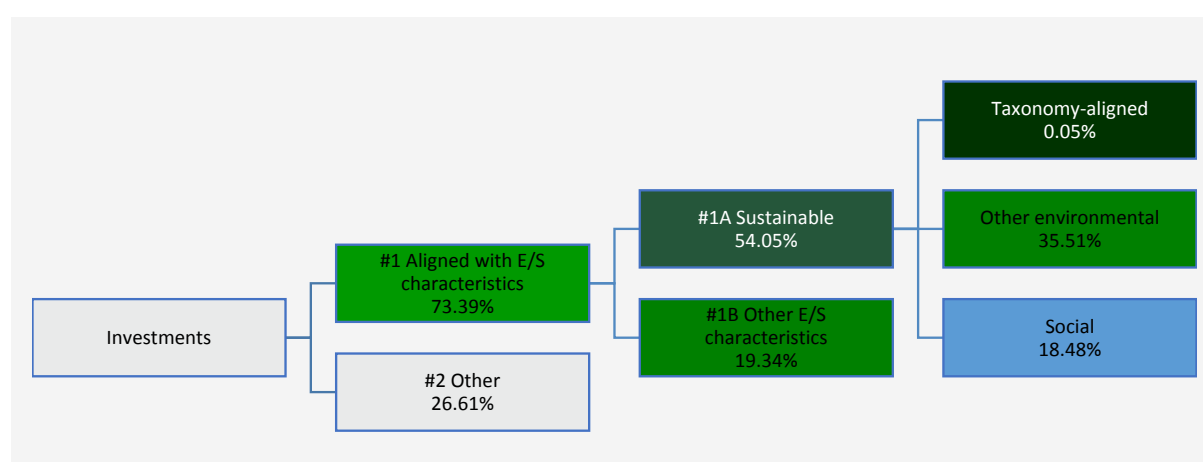 Investments
#1 Aligned with E/S
characteristics
73.39%
#2 Other
26.61%
#1A Sustainable
54.05%
#1B Other E/S
characteristics
19.34%
Taxonomy-aligned
0.05%
Other environmental
35.51%
Social
18.48%